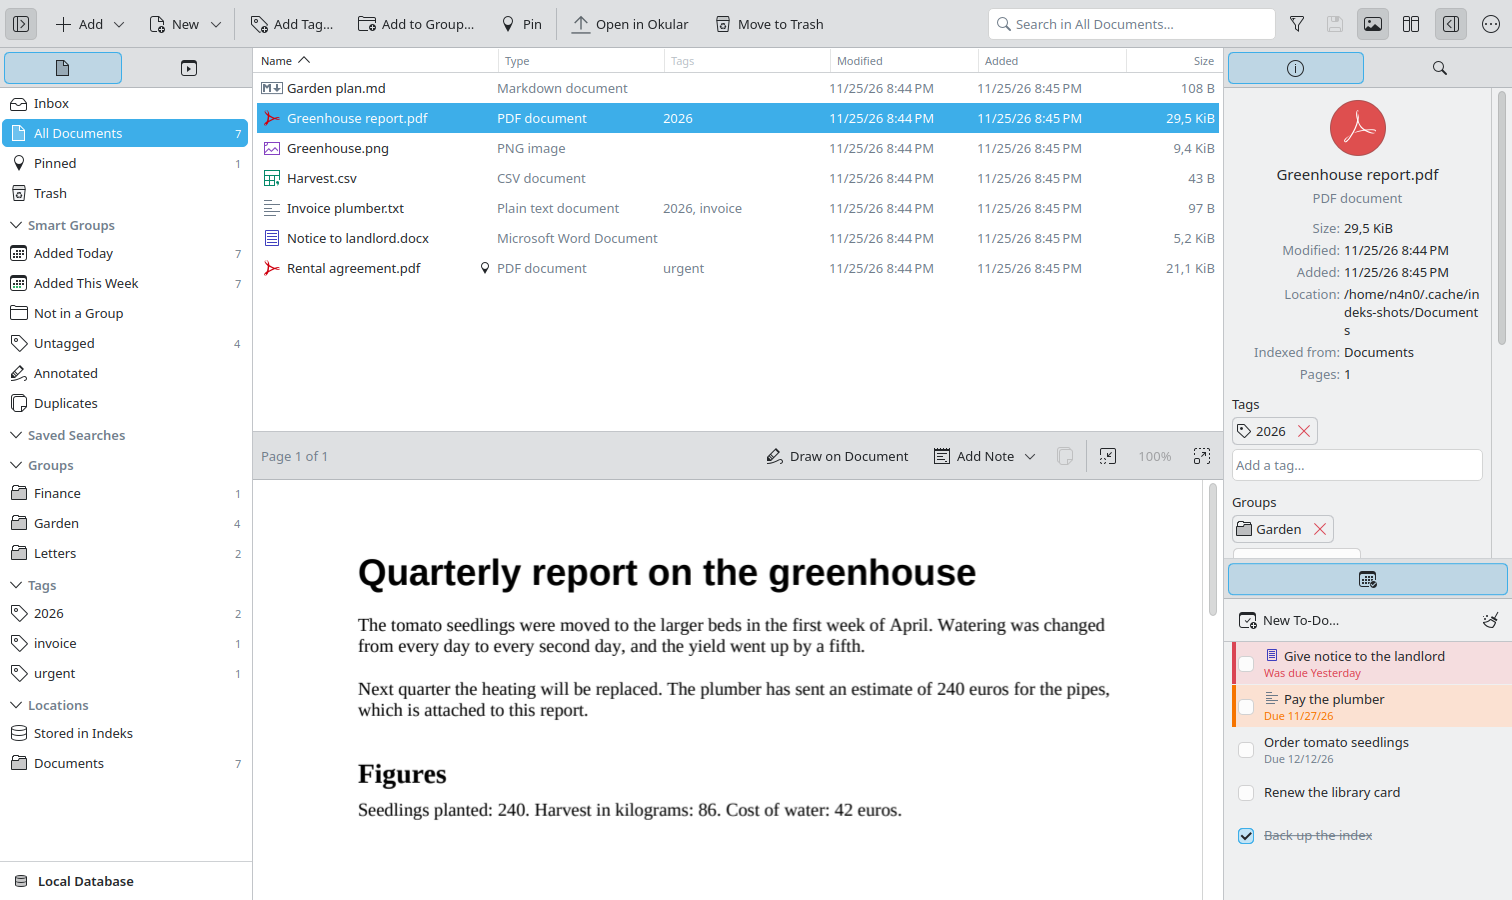 Add New Add Tag... Add to Group... Pin Open in Okular Move to Trash Search in All Documents...
Inbox
All Documents 7
Pinned 1
Trash
Smart Groups
Added Today 7
Added This Week 7
Not in a Group
Untagged 4
Annotated
Duplicates
Saved Searches
Groups
Finance 1
Garden 4
Letters 2
Tags
2026 2
invoice 1
urgent 1
Locations
Stored in Indeks
Documents 7
Local Database
Name Type Tags Modified Added Size
Garden plan.md Markdown document 11/25/26 8:44 PM 11/25/26 8:45 PM 108 B
Greenhouse report.pdf PDF document 2026 11/25/26 8:44 PM 11/25/26 8:45 PM 29,5 KiB
Greenhouse.png PNG image 11/25/26 8:44 PM 11/25/26 8:45 PM 9,4 KiB
Harvest.csv CSV document 11/25/26 8:44 PM 11/25/26 8:45 PM 43 B
Invoice plumber.txt Plain text document 2026, invoice 11/25/26 8:44 PM 11/25/26 8:45 PM 97 B
Notice to landlord.docx Microsoft Word Document 11/25/26 8:44 PM 11/25/26 8:45 PM 5,2 KiB
Rental agreement.pdf PDF document urgent 11/25/26 8:44 PM 11/25/26 8:45 PM 21,1 KiB
Page 1 of 1 Draw on Document Add Note 100%
Quarterly report on the greenhouse
The tomato seedlings were moved to the larger beds in the first week of April. Watering was changed
from every day to every second day, and the yield went up by a fifth.
Next quarter the heating will be replaced. The plumber has sent an estimate of 240 euros for the pipes,
which is attached to this report.
Figures
Seedlings planted: 240. Harvest in kilograms: 86. Cost of water: 42 euros.
Greenhouse report.pdf
PDF document
Size: 29,5 KiB
Modified: 11/25/26 8:44 PM
Added: 11/25/26 8:45 PM
Location: /home/n4n0/.cache/in
deks-shots/Document
s
Indexed from: Documents
Pages: 1
Tags
2026
Add a tag...
Groups
Garden
New To-Do...
Give notice to the landlord
Was due Yesterday
Pay the plumber
Due 11/27/26
Order tomato seedlings
Due 12/12/26
Renew the library card
Back up the index